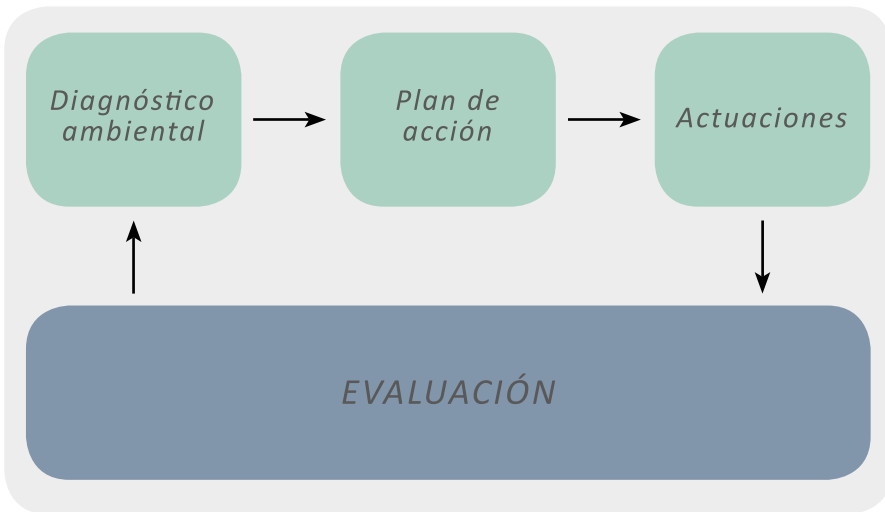 Diagnóstico
ambiental
Plan de
acción
Actuaciones
EVALUACIÓN